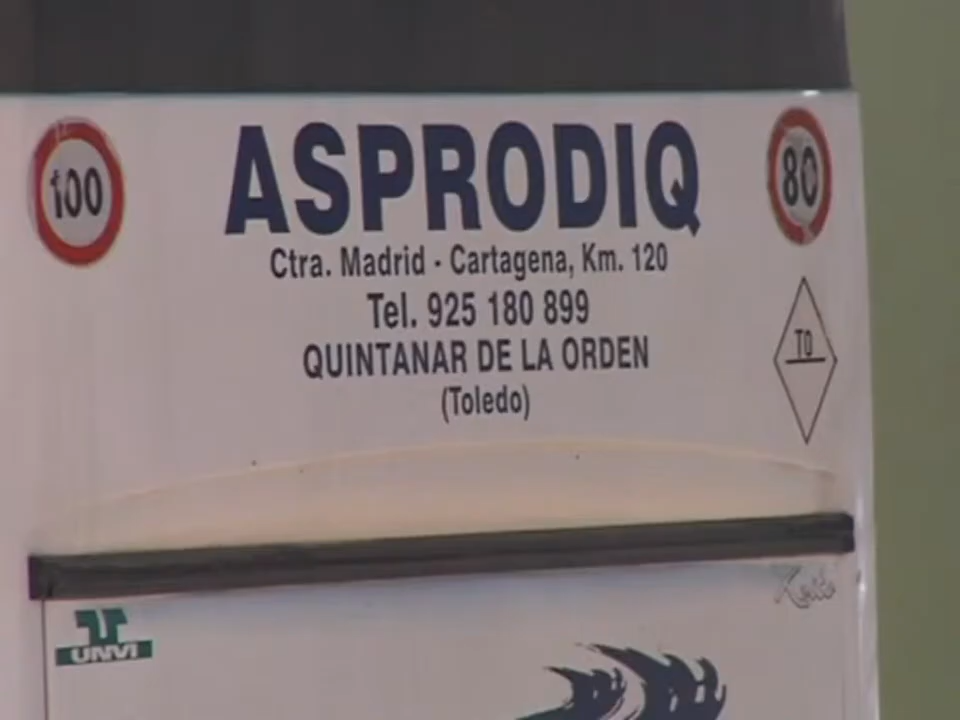 ASPRODIQ
100
80
Ctra. Madrid - Cartagena, Km. 120
Tel. 925 180 899
QUINTANAR DE LA ORDEN
(Toledo)
TO
UNVI